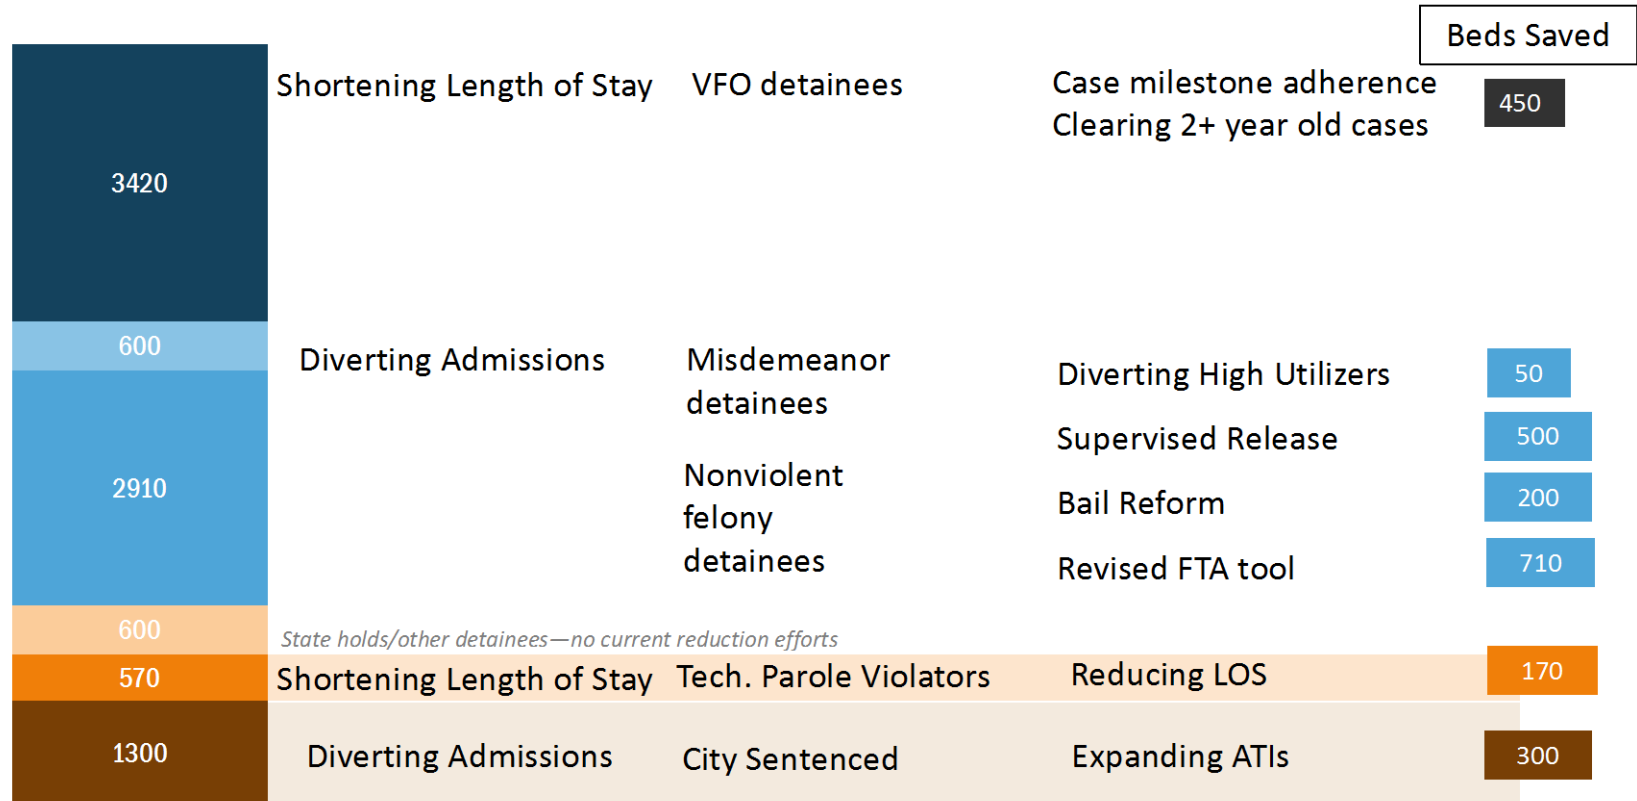 Beds Saved
Shortening Length of Stay VFO detainees Case milestone adherence 450
Clearing 2+ year old cases
3420
600 Diverting Admissions Misdemeanor detainees Diverting High Utilizers 50
Supervised Release 500
2910 Nonviolent felony detainees Bail Reform 200
Revised FTA tool 710
600 State holds/other detainees—no current reduction efforts
570 Shortening Length of Stay Tech. Parole Violators Reducing LOS 170
1300 Diverting Admissions City Sentenced Expanding ATIs 300